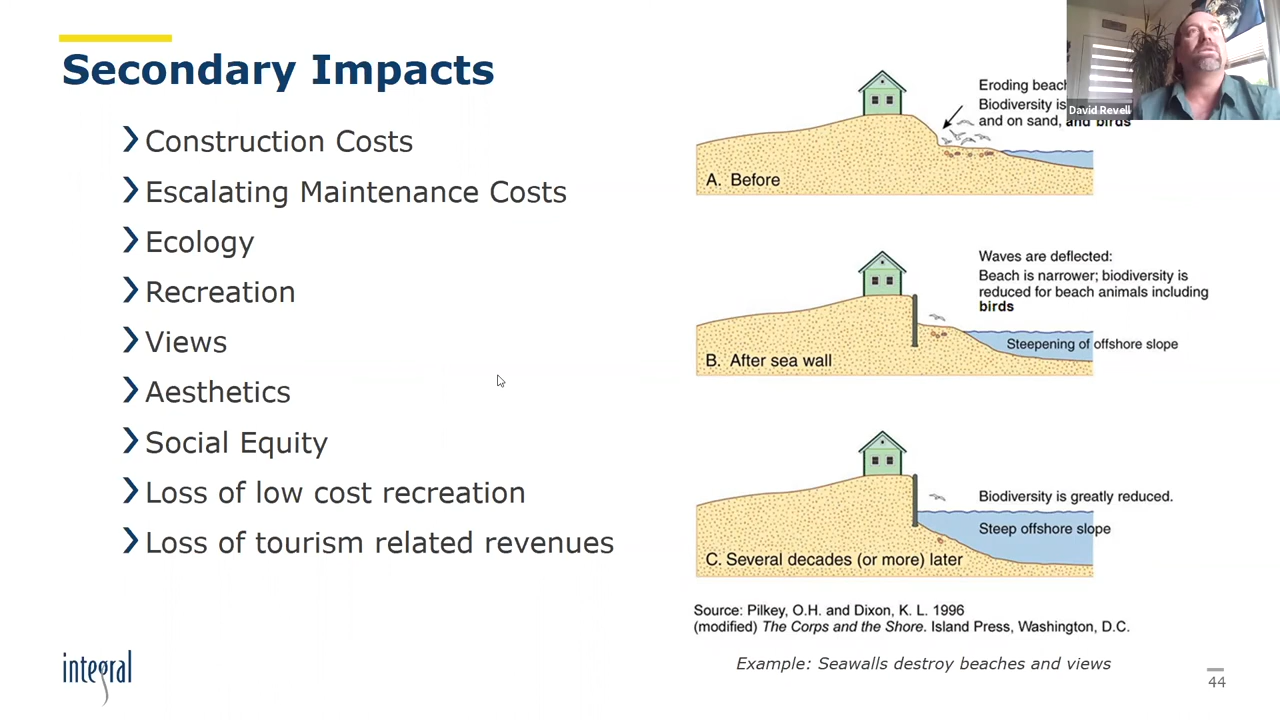 Secondary Impacts
Construction Costs
Escalating Maintenance Costs
Ecology
Recreation
Views
Aesthetics
Social Equity
Loss of low cost recreation
Loss of tourism related revenues
Eroding beach
Biodiversity is
and on sand, and birds
David Revell
A. Before
Waves are deflected:
Beach is narrower; biodiversity is
reduced for beach animals including
birds
Steepening of offshore slope
B. After sea wall
Biodiversity is greatly reduced.
Steep offshore slope
C. Several decades (or more) later
Source: Pilkey, O.H. and Dixon, K. L. 1996
(modified) The Corps and the Shore. Island Press, Washington, D.C.
Example: Seawalls destroy beaches and views
integral
44